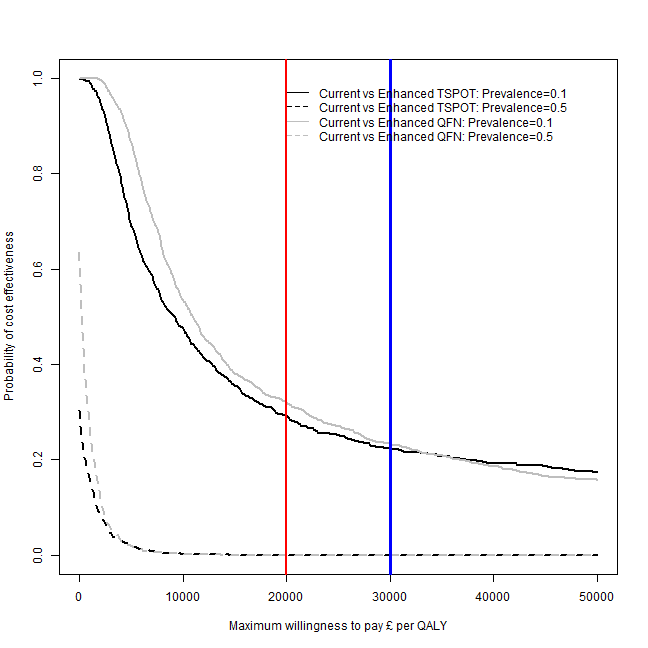 Current vs Enhanced TSPOT: Prevalence=0.1
Current vs Enhanced TSPOT: Prevalence=0.5
Current vs Enhanced QFN: Prevalence=0.1
Current vs Enhanced QFN: Prevalence=0.5
Probability of cost effectiveness
1.0
0.8
0.6
0.4
0.2
0.0
0 10000 20000 30000 40000 50000
Maximum willingness to pay £ per QALY